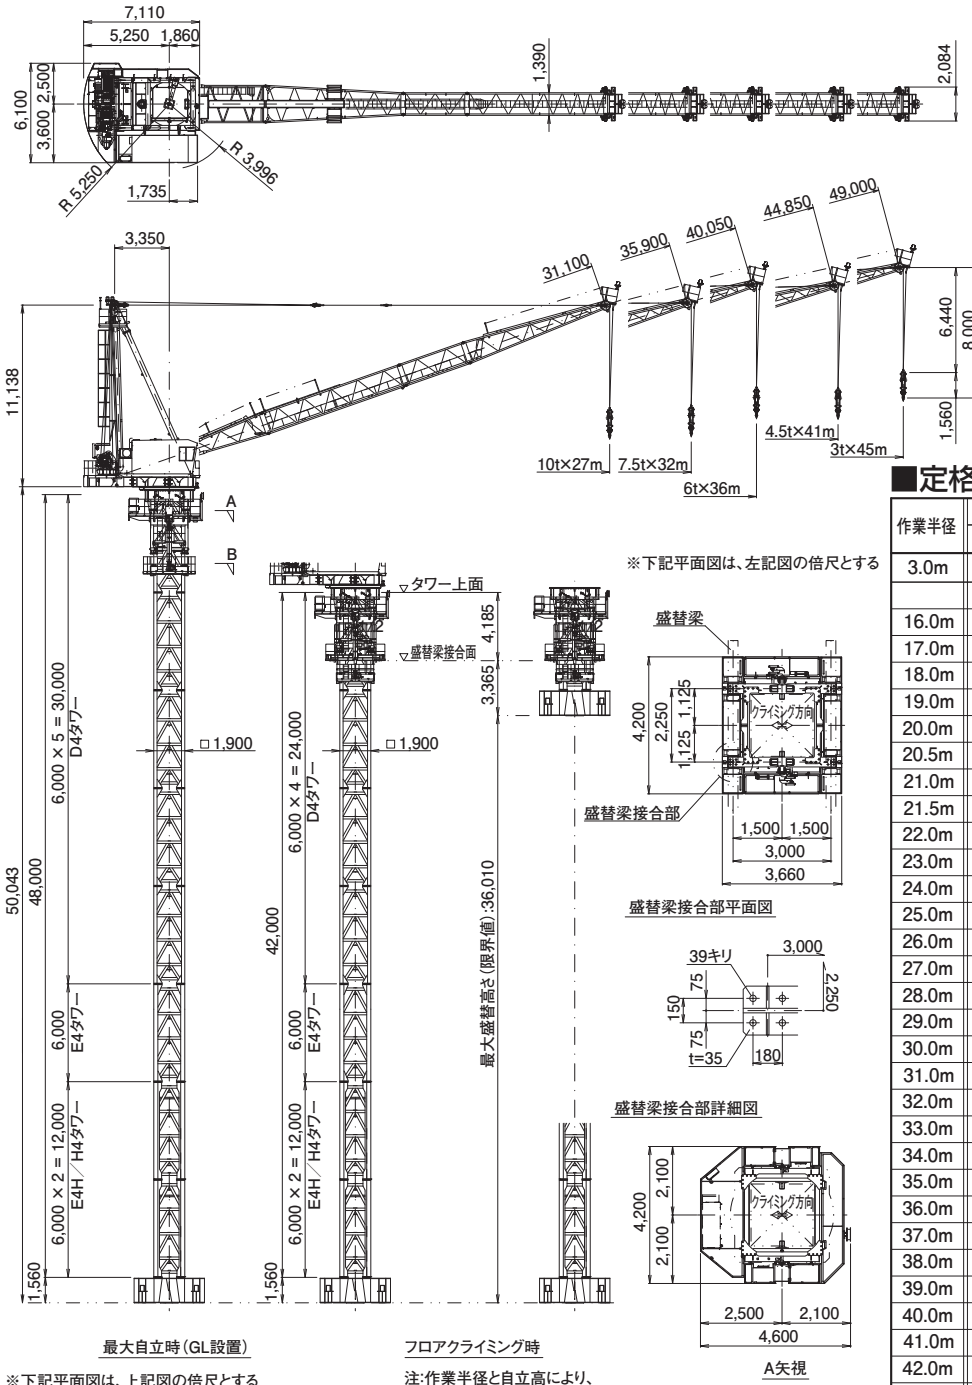 7,110
5,250 1,860
6,100
3,600 2,500
R 5,250
R 3,996
1,735
1,390
2,084
3,350
31,100
35,900
40,050
44,850
49,000
6,440
8,000
1,560
11,138
10t×27m
7.5t×32m
6t×36m
4.5t×41m
3t×45m
A
B
50,043
48,000
6,000 × 5 = 30,000
D4タワー
6,000
E4タワー
6,000 × 2 = 12,000
E4H／H4タワー
1,560
□1,900
最大自立時(GL設置)
※下記平面図は、上記図の倍尺とする
42,000
6,000 × 4 = 24,000
D4タワー
6,000
E4タワー
6,000 × 2 = 12,000
E4H／H4タワー
1,560
□1,900
タワー上面
4,185
盛替梁接合面
3,365
最大盛替高さ(限界値):36,010
フロアクライミング時
注:作業半径と自立高により、
※下記平面図は、左記図の倍尺とする
盛替梁
4,200
2,250
1,125
1,125
クライミング方向
盛替梁接合部
1,500 1,500
3,000
3,660
盛替梁接合部平面図
39キリ
3,000
2,250
75
150
75
t=35
180
盛替梁接合部詳細図
4,200
2,100
2,100
クライミング方向
2,500 2,100
4,600
A矢視
■定格
作業半径
3.0m
16.0m
17.0m
18.0m
19.0m
20.0m
20.5m
21.0m
21.5m
22.0m
23.0m
24.0m
25.0m
26.0m
27.0m
28.0m
29.0m
30.0m
31.0m
32.0m
33.0m
34.0m
35.0m
36.0m
37.0m
38.0m
39.0m
40.0m
41.0m
42.0m